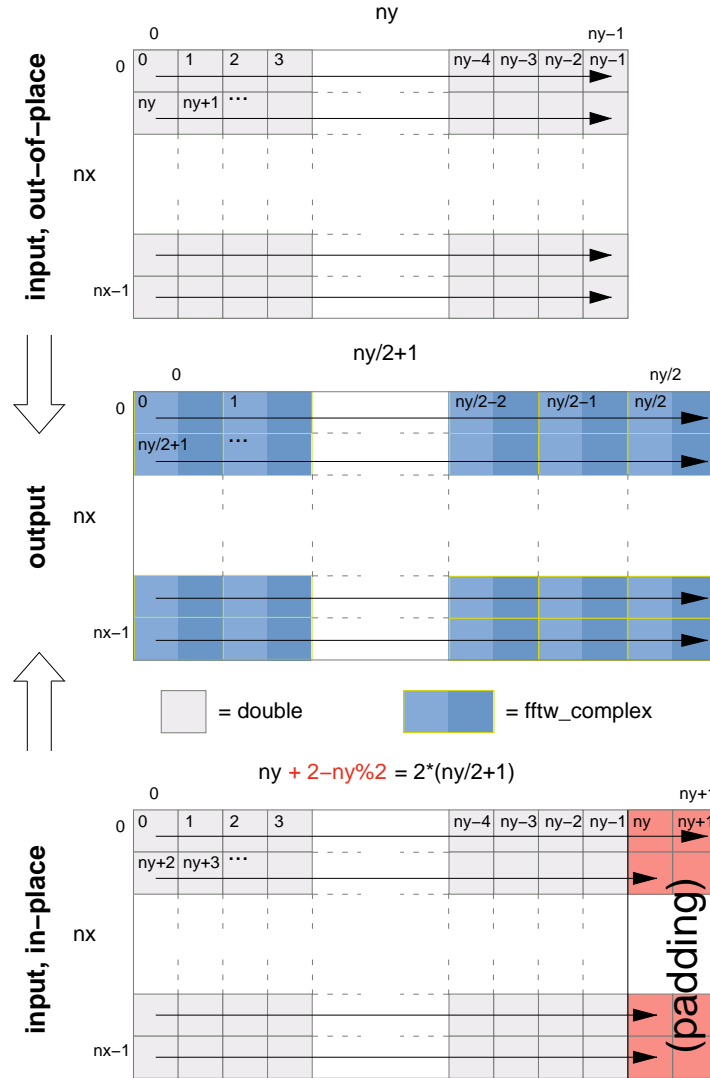 ny
0 ny−1
0 0 1 2 3 ny−4 ny−3 ny−2 ny−1
ny ny+1 ...
nx
nx−1
input, out−of−place
ny/2+1
0 ny/2
0 0 1 ny/2−2 ny/2−1 ny/2
ny/2+1 ...
nx
nx−1
output
= double = fftw_complex
ny + 2−ny%2 = 2*(ny/2+1)
0 ny+1
0 0 1 2 3 ny−4 ny−3 ny−2 ny−1 ny ny+1
ny+2 ny+3 ...
nx
nx−1
input, in−place
(padding)